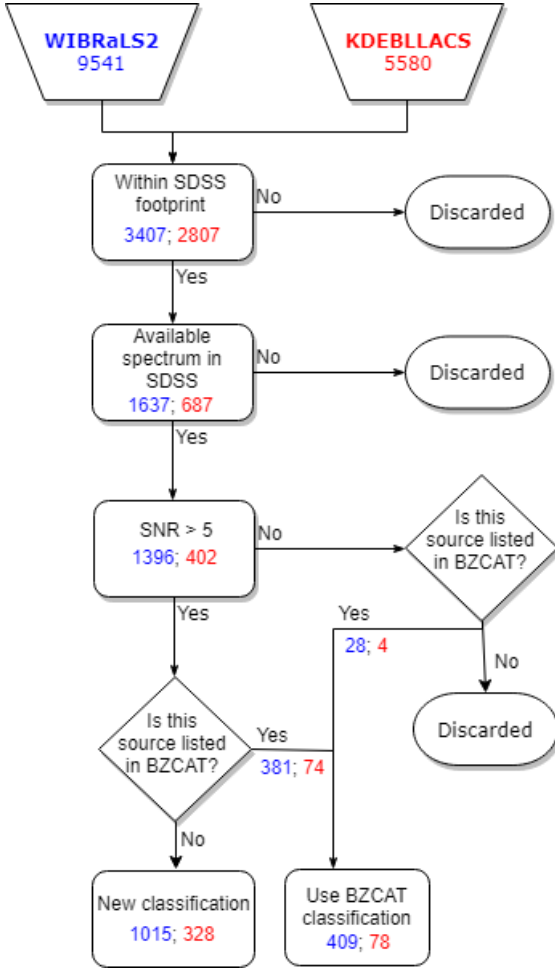 WIBRaLS2
9541
KDEBLLACS
5580
Within SDSS
footprint
3407; 2807
No
Discarded
Yes
Available
spectrum in
SDSS
1637; 687
No
Discarded
Yes
SNR > 5
1396; 402
No
Is this
source listed
in BZCAT?
Yes
Yes
28; 4
No
Discarded
Is this
source listed
in BZCAT?
Yes
381; 74
No
New classification
1015; 328
Use BZCAT
classification
409; 78